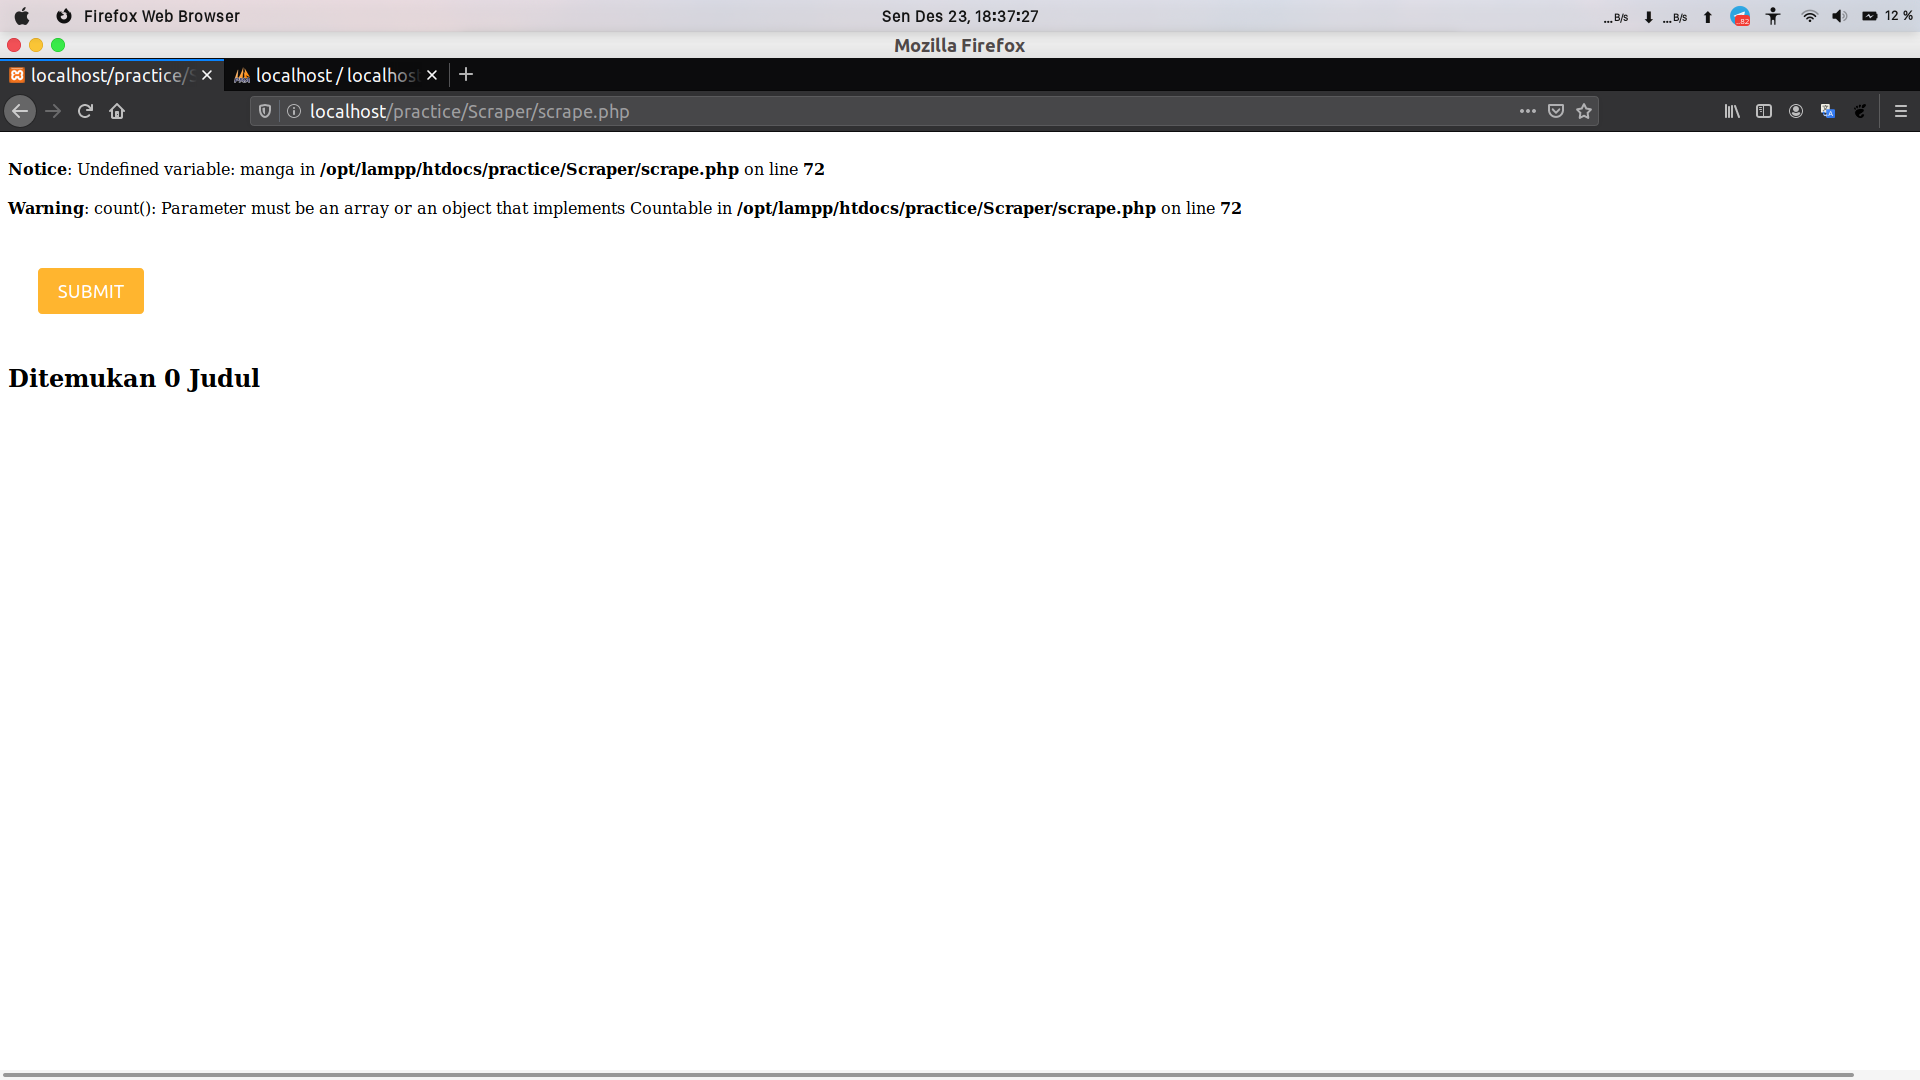 Firefox Web Browser
Sen Des 23, 18:37:27
...B/s ...B/s 12 %
Mozilla Firefox
localhost/practice/S
localhost / localhos
localhost/practice/Scraper/scrape.php
Notice: Undefined variable: manga in /opt/lampp/htdocs/practice/Scraper/scrape.php on line 72
Warning: count(): Parameter must be an array or an object that implements Countable in /opt/lampp/htdocs/practice/Scraper/scrape.php on line 72
SUBMIT
Ditemukan 0 Judul